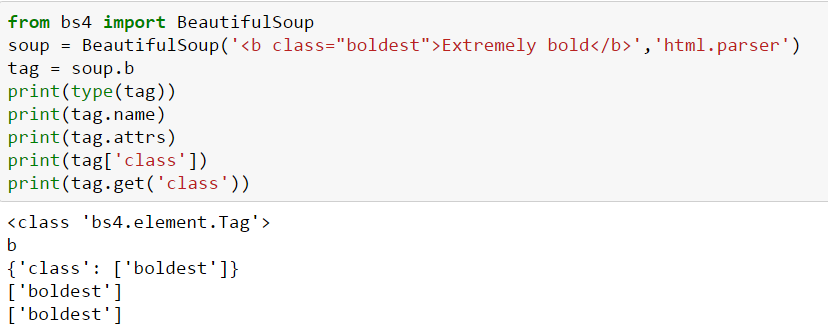 from bs4 import BeautifulSoup
soup = BeautifulSoup('<b class="boldest">Extremely bold</b>','html.parser')
tag = soup.b
print(type(tag))
print(tag.name)
print(tag.attrs)
print(tag['class'])
print(tag.get('class'))
<class 'bs4.element.Tag'>
b
{'class': ['boldest']}
['boldest']
['boldest']